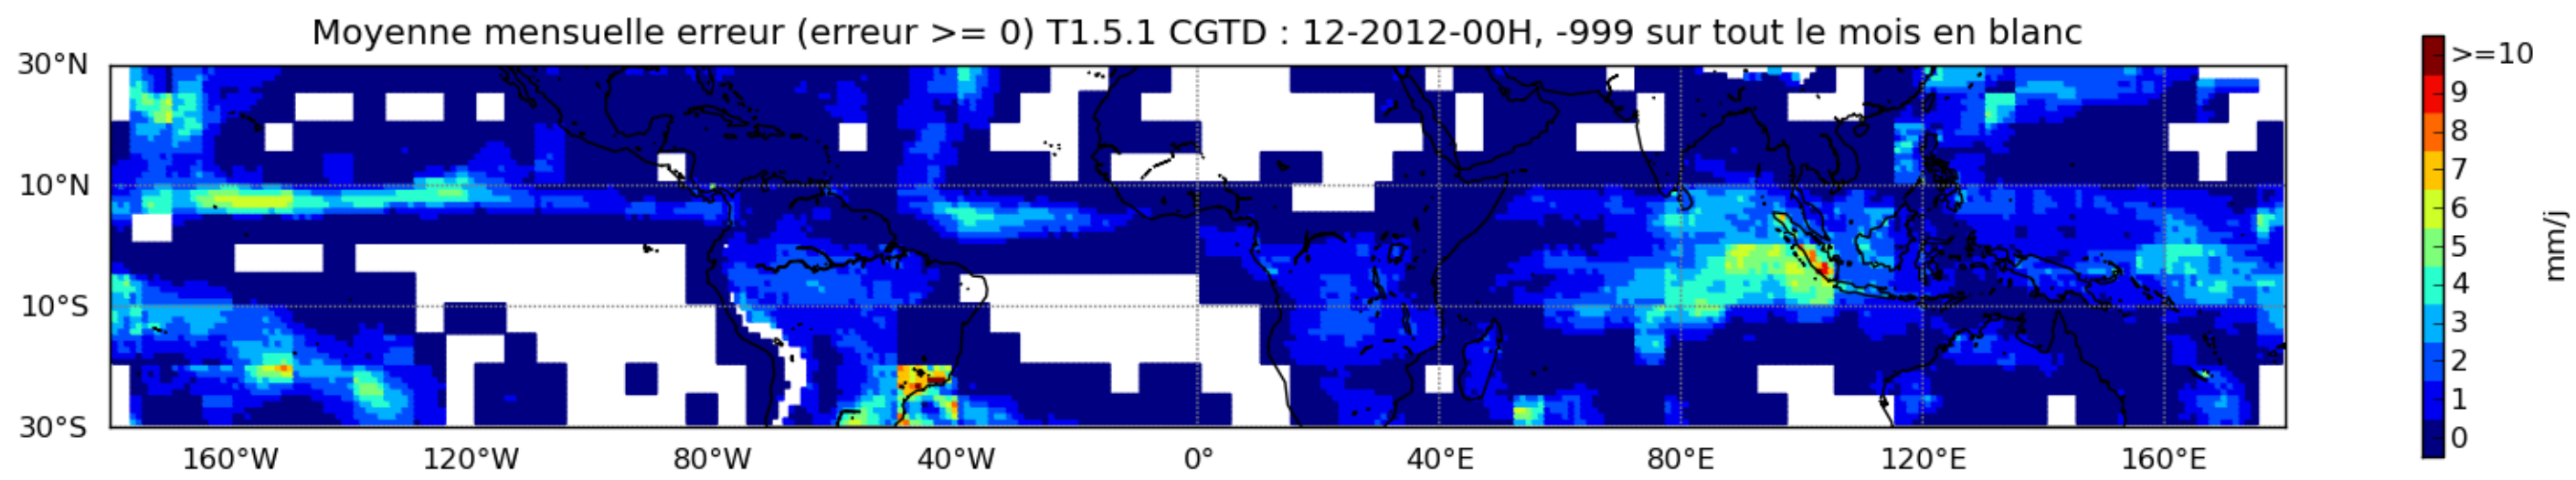 Moyenne mensuelle erreur (erreur >= 0) T1.5.1 CGTD : 12-2012-00H, -999 sur tout le mois en blanc
30°N
10°N
10°S
30°S
160°W 120°W 80°W 40°W 0° 40°E 80°E 120°E 160°E
>=10
9
8
7
6
5
4
3
2
1
0
mm/j